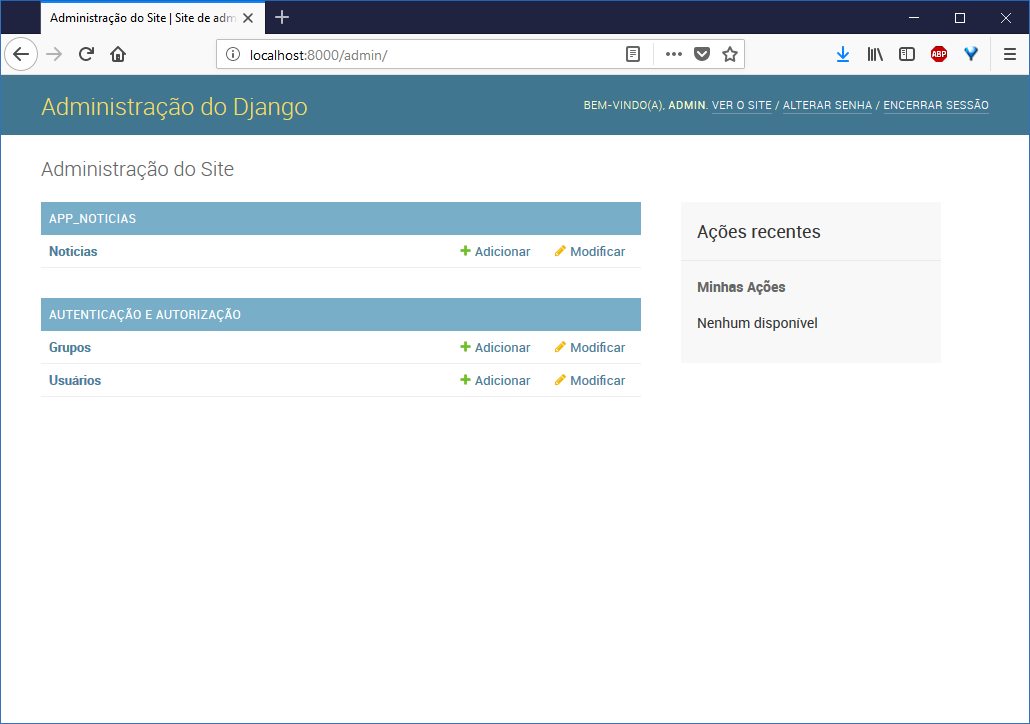 Administração do Site | Site de adm
localhost:8000/admin/
ABP
Administração do Django
BEM-VINDO(A), ADMIN. VER O SITE / ALTERAR SENHA / ENCERRAR SESSÃO
Administração do Site
APP_NOTICIAS
Noticias Adicionar Modificar
AUTENTICAÇÃO E AUTORIZAÇÃO
Grupos Adicionar Modificar
Usuários Adicionar Modificar
Ações recentes
Minhas Ações
Nenhum disponível